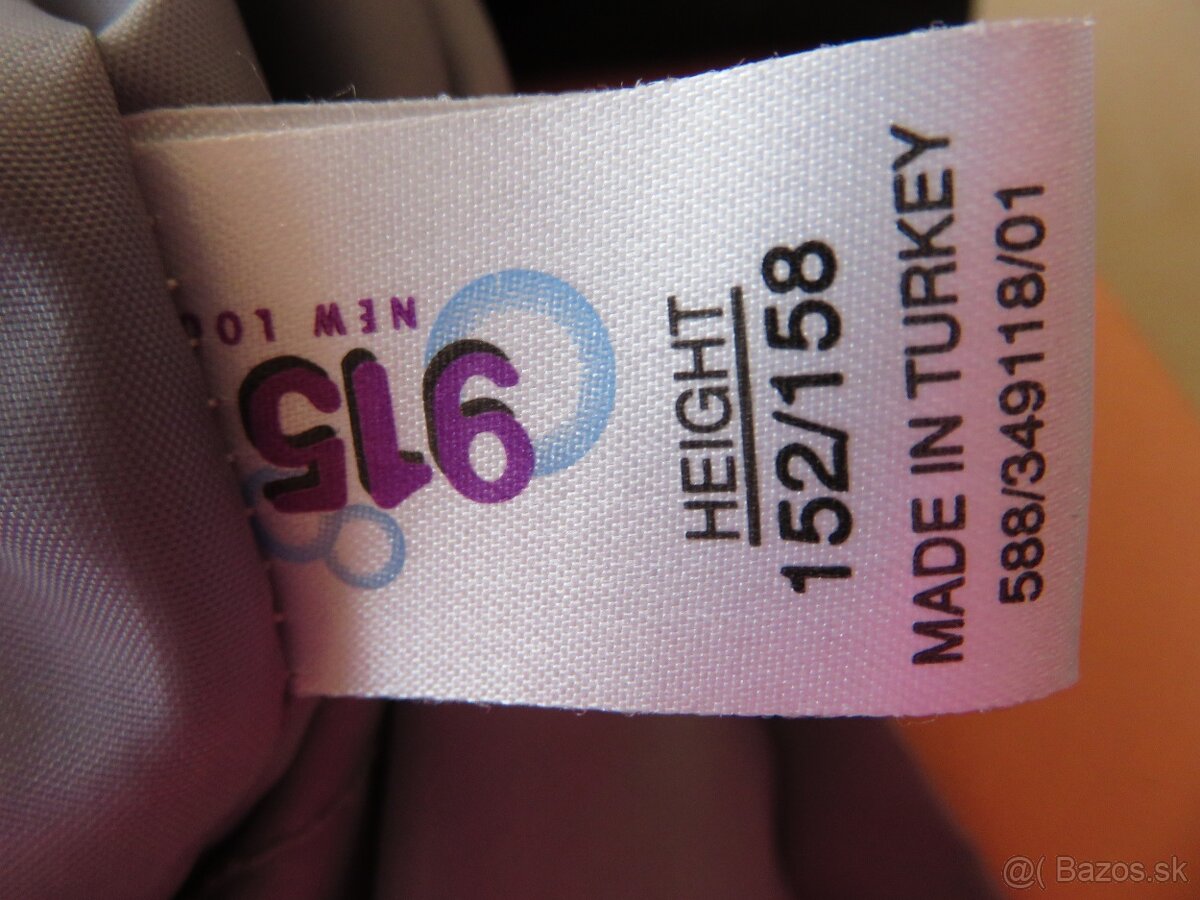 915
NEW
HEIGHT
152/158
MADE IN TURKEY
588/349118/01
@( Bazos.sk